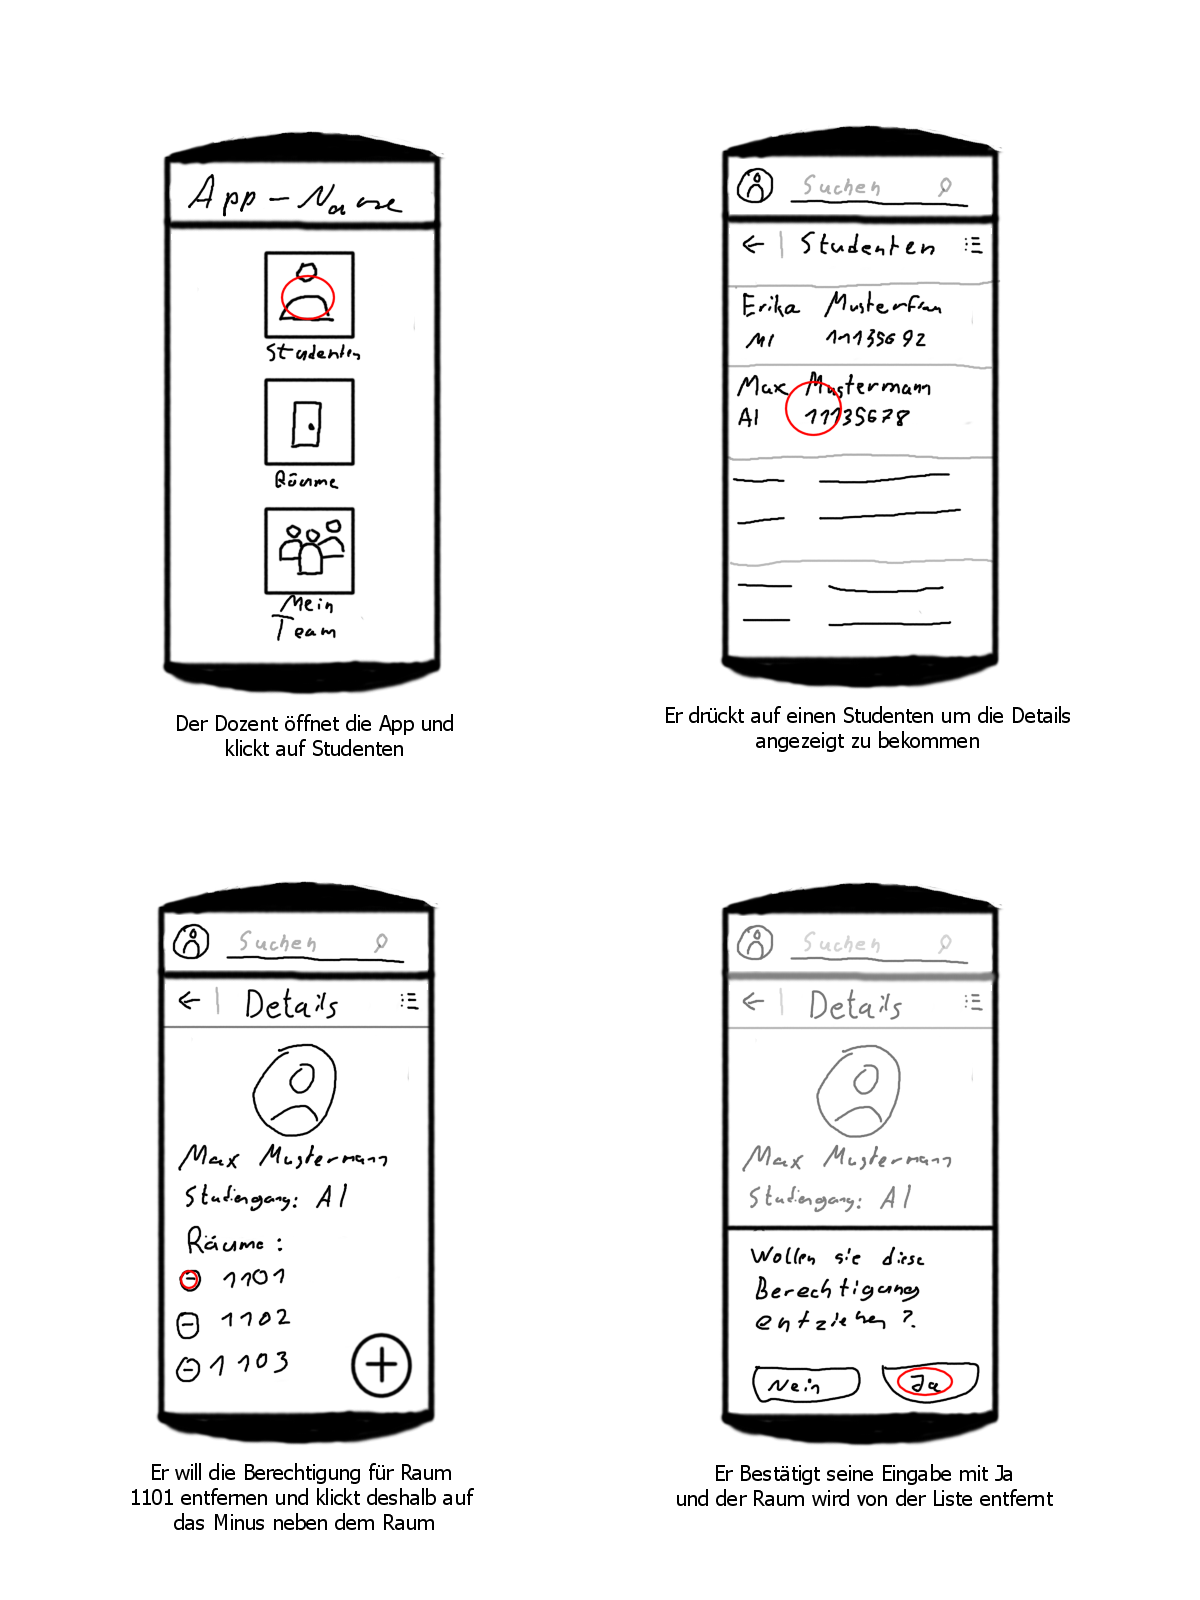 App-Name
Studenten
Räume
Mein
Team
Der Dozent öffnet die App und
klickt auf Studenten
Suchen
Studenten
Erika Musterfrau
MI 11135692
Max Mustermann
AI 11135678
Er drückt auf einen Studenten um die Details
angezeigt zu bekommen
Suchen
Details
Max Mustermann
Studiengang: AI
Räume:
1101
1102
1103
Er will die Berechtigung für Raum
1101 entfernen und klickt deshalb auf
das Minus neben dem Raum
Suchen
Details
Max Mustermann
Studiengang: AI
Wollen sie diese
Berechtigung
entziehen?
Nein Ja
Er Bestätigt seine Eingabe mit Ja
und der Raum wird von der Liste entfernt